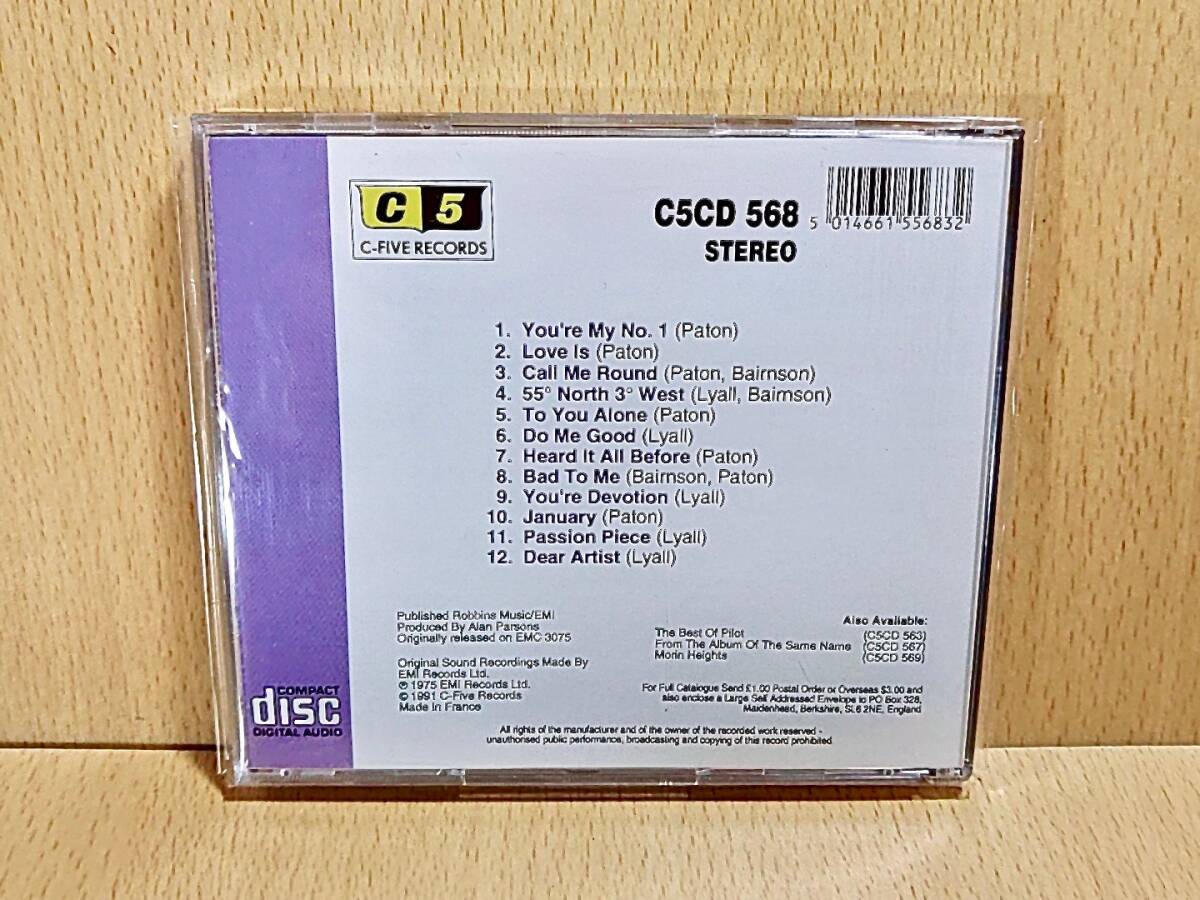 C 5
C-FIVE RECORDS
C5CD 568
STEREO
5 014661 556832
1. You're My No. 1 (Paton)
2. Love Is (Paton)
3. Call Me Round (Paton, Bairnson)
4. 55° North 3° West (Lyall, Bairnson)
5. To You Alone (Paton)
6. Do Me Good (Lyall)
7. Heard It All Before (Paton)
8. Bad To Me (Bairnson, Paton)
9. You're Devotion (Lyall)
10. January (Paton)
11. Passion Piece (Lyall)
12. Dear Artist (Lyall)
Published Robbins Music/EMI
Produced By Alan Parsons
Originally released on EMC 3075
Original Sound Recordings Made By
EMI Records Ltd.
℗ 1975 EMI Records Ltd.
© 1991 C-Five Records
Made in France
Also Available:
The Best Of Pilot (C5CD 563)
From The Album Of The Same Name (C5CD 567)
Morin Heights (C5CD 569)
For Full Catalogue Send £1.00 Postal Order or Overseas $3.00 and
also enclose a Large Self Addressed Envelope to PO Box 328,
Maidenhead, Berkshire, SL6 2NE, England
COMPACT
disc
DIGITAL AUDIO
All rights of the manufacturer and of the owner of the recorded work reserved -
unauthorised public performance, broadcasting and copying of this record prohibited